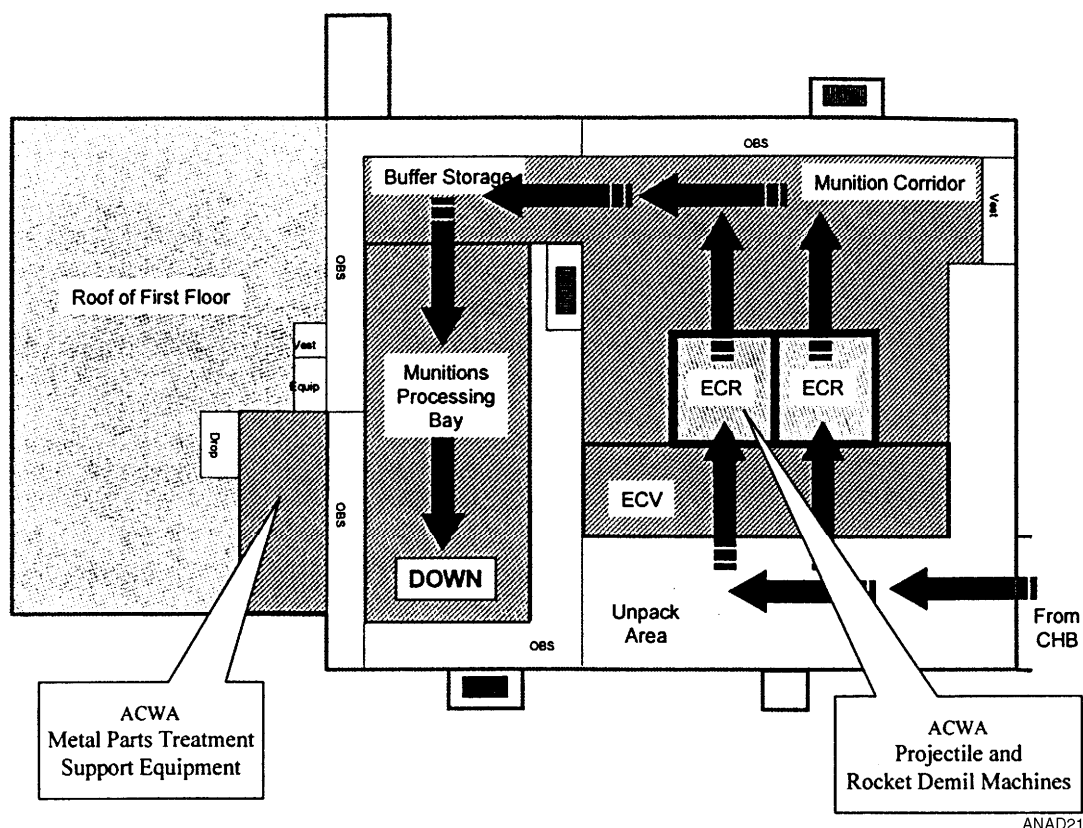 OBS
Buffer Storage
Munition Corridor
Vest
OBS
Roof of First Floor
Vest
Equip
Munitions
Processing
Bay
ECR
ECR
Drop
OBS
ECV
DOWN
Unpack
Area
From
CHB
OBS
ACWA
Metal Parts Treatment
Support Equipment
ACWA
Projectile and
Rocket Demil Machines
ANAD21